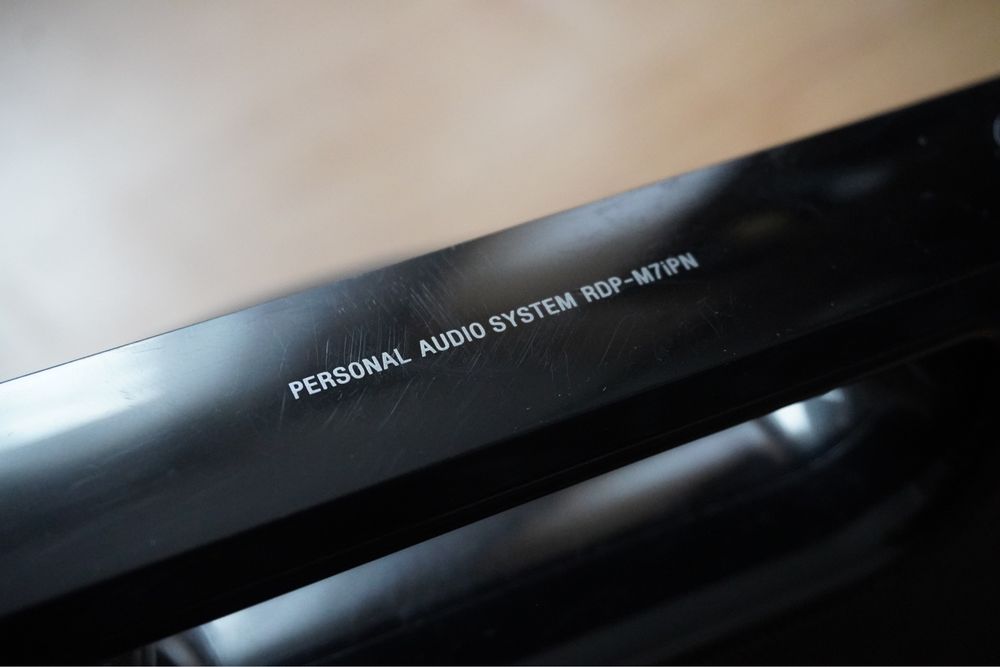 PERSONAL AUDIO SYSTEM RDP-M7iPN